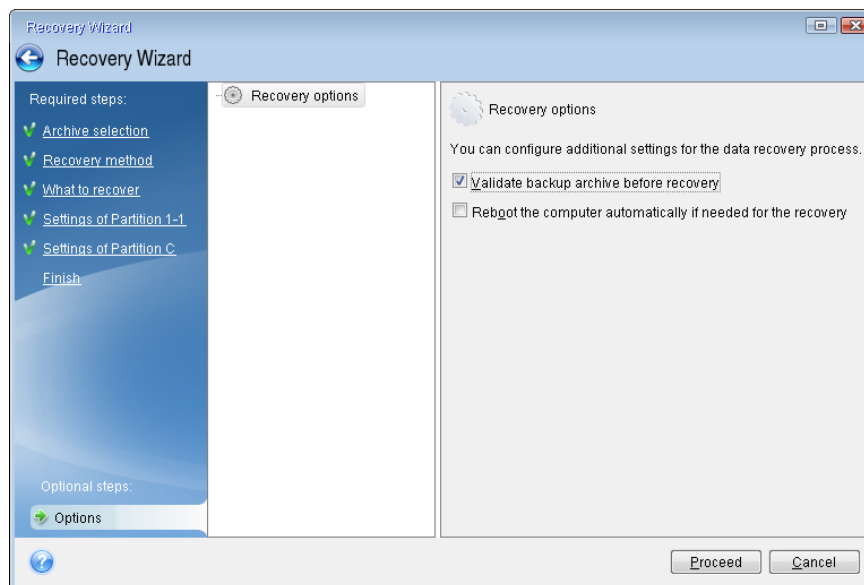 Recovery Wizard
Recovery Wizard
Required steps:
Archive selection
Recovery method
What to recover
Settings of Partition 1-1
Settings of Partition C
Finish
Optional steps:
Options
Recovery options
Recovery options
You can configure additional settings for the data recovery process.
Validate backup archive before recovery
Reboot the computer automatically if needed for the recovery
Proceed
Cancel